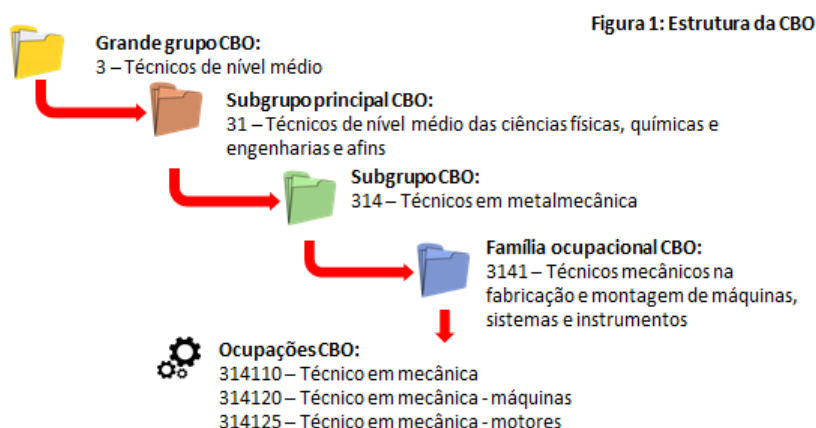 Figura 1: Estrutura da CBO
Grande grupo CBO:
3 – Técnicos de nível médio
Subgrupo principal CBO:
31 – Técnicos de nível médio das ciências físicas, químicas e
engenharias e afins
Subgrupo CBO:
314 – Técnicos em metalmecânica
Família ocupacional CBO:
3141 – Técnicos mecânicos na
fabricação e montagem de máquinas,
sistemas e instrumentos
Ocupações CBO:
314110 – Técnico em mecânica
314120 – Técnico em mecânica - máquinas
314125 – Técnico em mecânica - motores